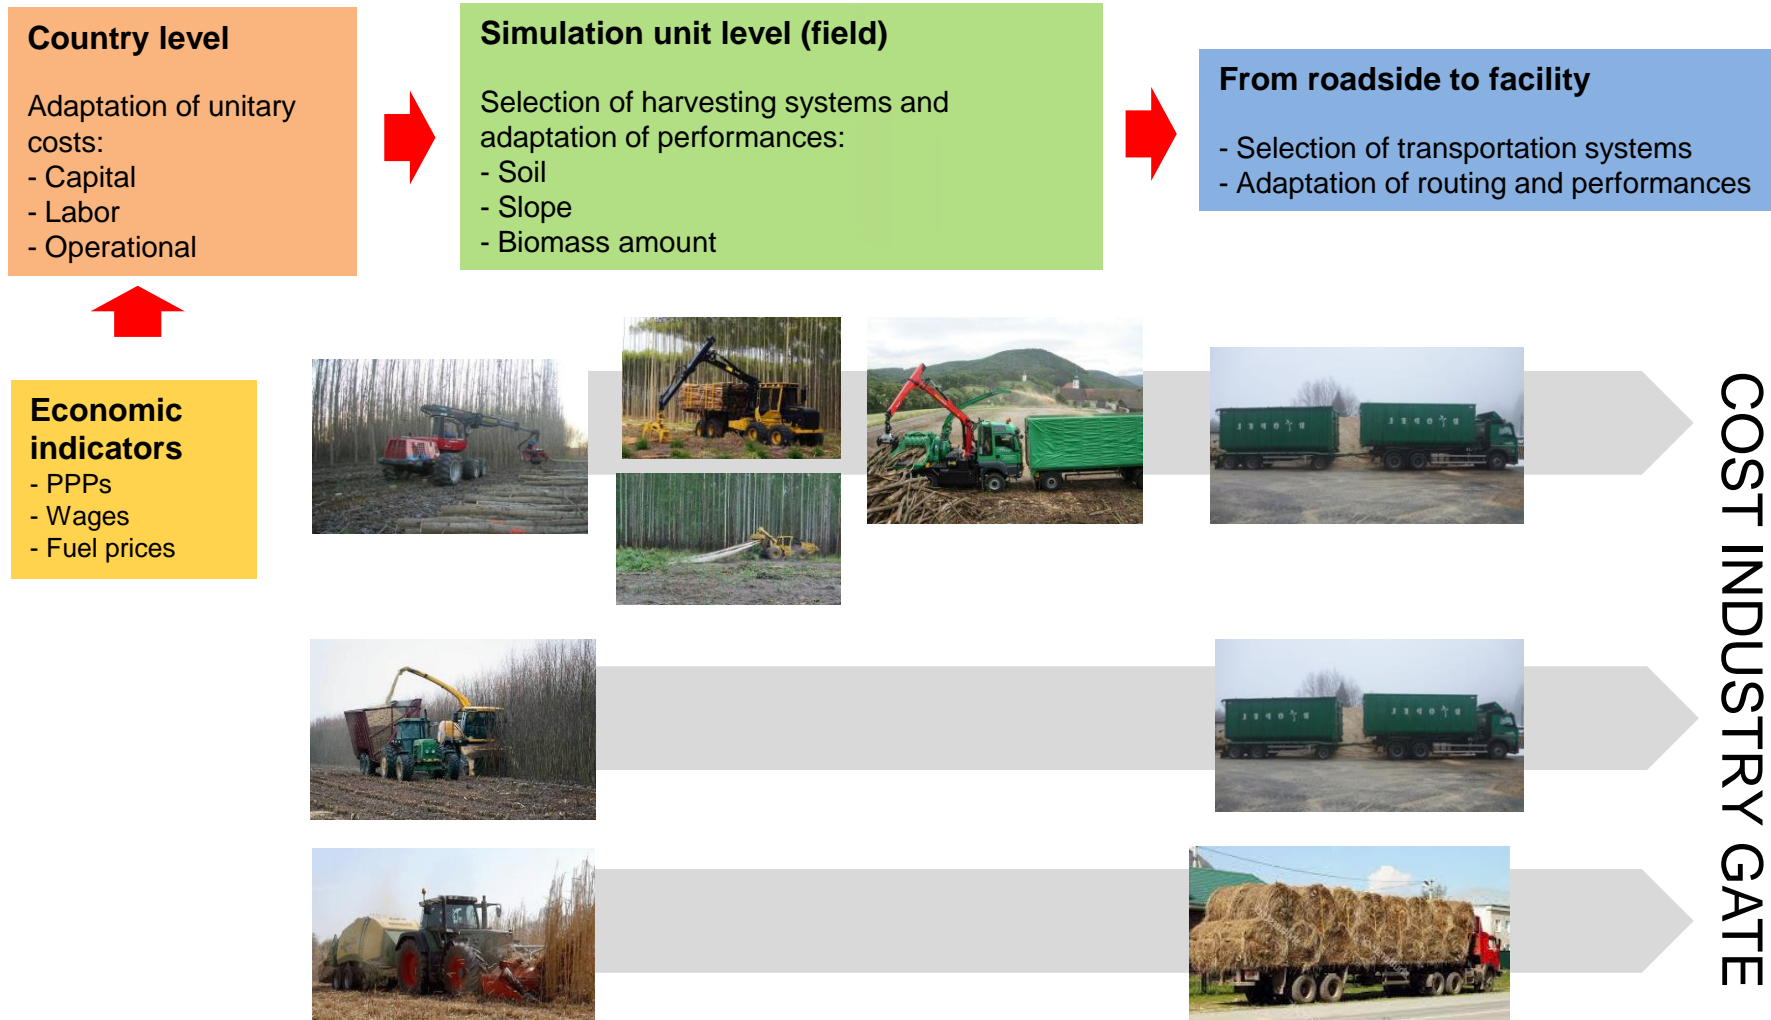 Country level
Adaptation of unitary
costs:
- Capital
- Labor
- Operational
Simulation unit level (field)
Selection of harvesting systems and
adaptation of performances:
- Soil
- Slope
- Biomass amount
From roadside to facility
- Selection of transportation systems
- Adaptation of routing and performances
Economic
indicators
- PPPs
- Wages
- Fuel prices
COST INDUSTRY GATE